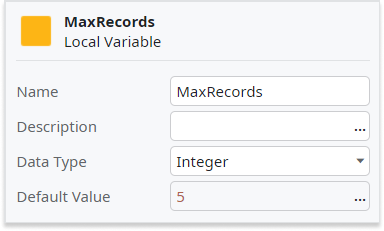 MaxRecords
Local Variable
Name MaxRecords
Description ...
Data Type Integer
Default Value 5 ...